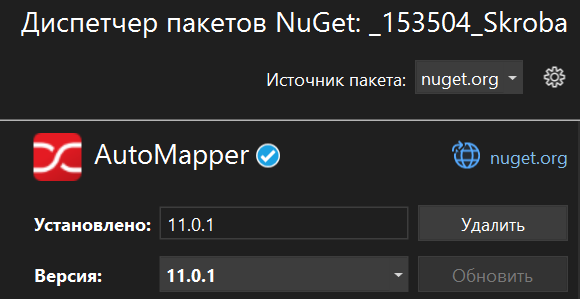 Диспетчер пакетов NuGet: _153504_Skroba
Источник пакета: nuget.org
AutoMapper nuget.org
Установлено: 11.0.1 Удалить
Версия: 11.0.1 Обновить